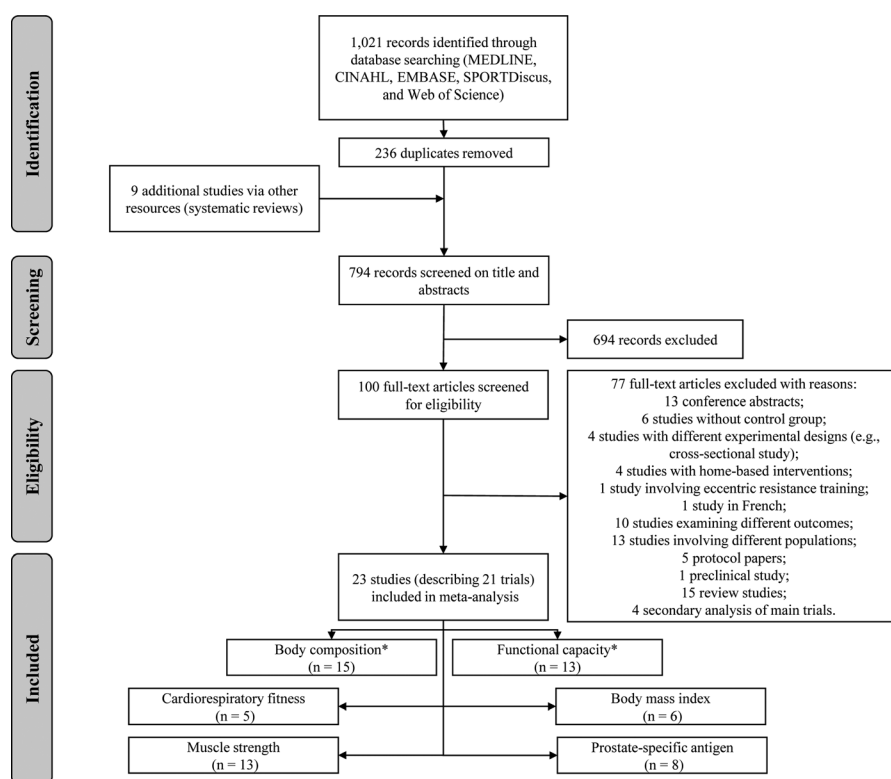 Identification
1,021 records identified through
database searching (MEDLINE,
CINAHL, EMBASE, SPORTDiscus,
and Web of Science)
236 duplicates removed
9 additional studies via other
resources (systematic reviews)
Screening
794 records screened on title and
abstracts
694 records excluded
Eligibility
100 full-text articles screened
for eligibility
77 full-text articles excluded with reasons:
13 conference abstracts;
6 studies without control group;
4 studies with different experimental designs (e.g.,
cross-sectional study);
4 studies with home-based interventions;
1 study involving eccentric resistance training;
1 study in French;
10 studies examining different outcomes;
13 studies involving different populations;
5 protocol papers;
1 preclinical study;
15 review studies;
4 secondary analysis of main trials.
Included
23 studies (describing 21 trials)
included in meta-analysis
Body composition*
(n = 15)
Functional capacity*
(n = 13)
Cardiorespiratory fitness
(n = 5)
Body mass index
(n = 6)
Muscle strength
(n = 13)
Prostate-specific antigen
(n = 8)